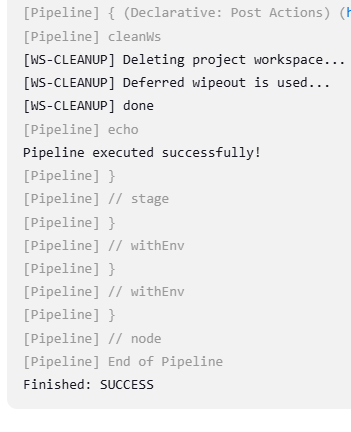 [Pipeline] { (Declarative: Post Actions) (
[Pipeline] cleanWs
[WS-CLEANUP] Deleting project workspace...
[WS-CLEANUP] Deferred wipeout is used...
[WS-CLEANUP] done
[Pipeline] echo
Pipeline executed successfully!
[Pipeline] }
[Pipeline] // stage
[Pipeline] }
[Pipeline] // withEnv
[Pipeline] }
[Pipeline] // withEnv
[Pipeline] }
[Pipeline] // node
[Pipeline] End of Pipeline
Finished: SUCCESS